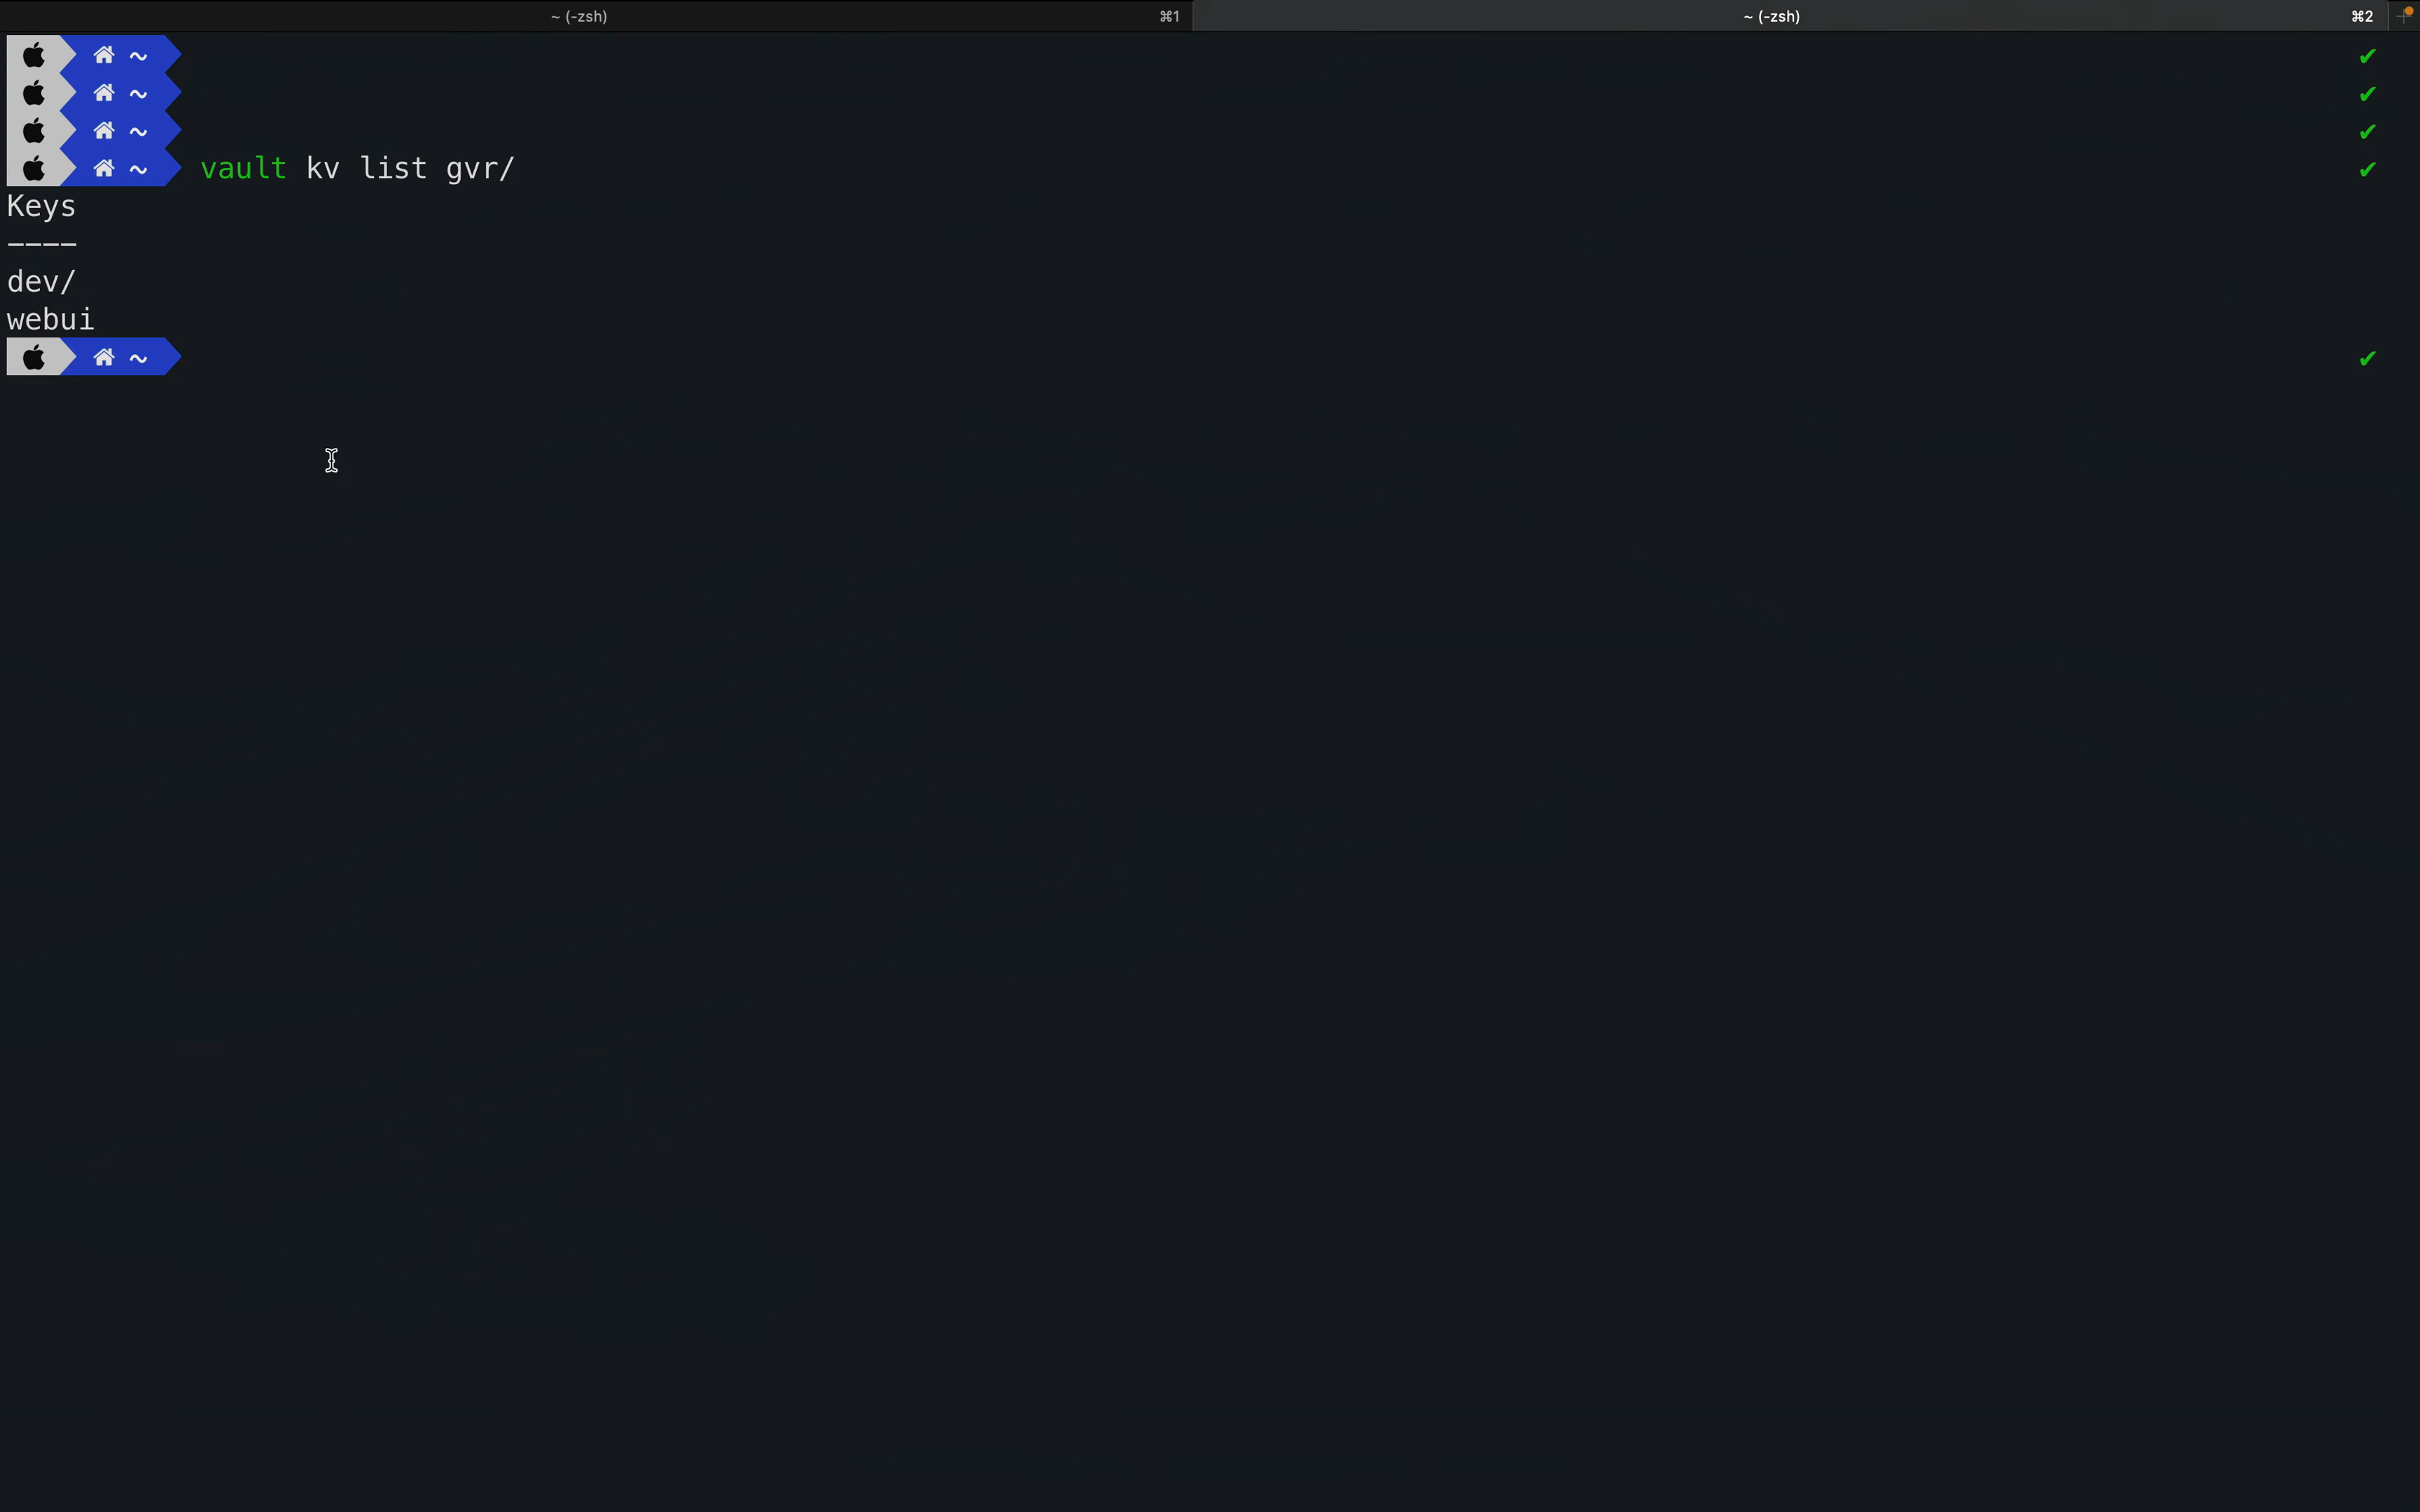 ~ (-zsh) ⌘1 ~ (-zsh) ⌘2
~ ✔
~ ✔
~ ✔
~ vault kv list gvr/ ✔
Keys
----
dev/
webui
~ ✔